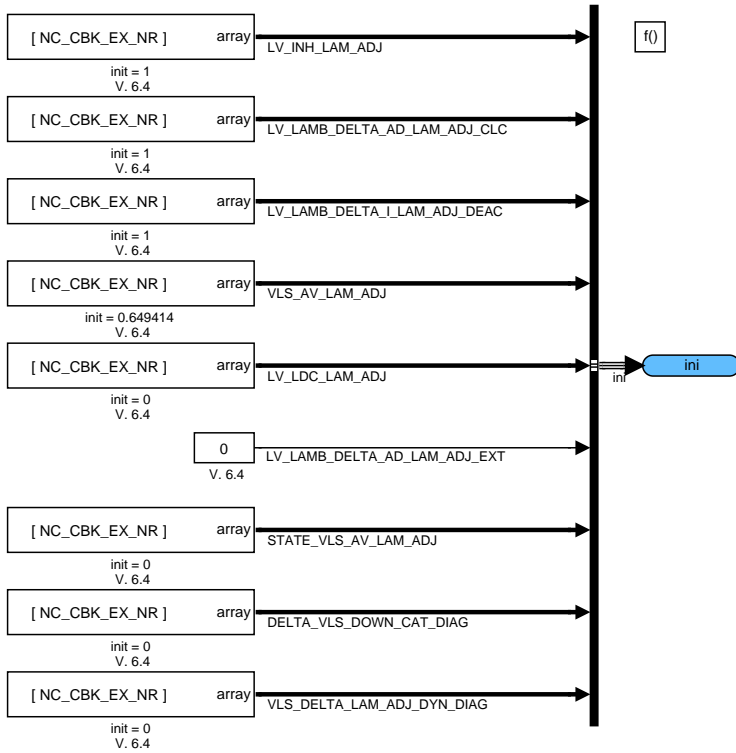 [ NC_CBK_EX_NR ] array
LV_INH_LAM_ADJ
f()
init = 1
V. 6.4
[ NC_CBK_EX_NR ] array
LV_LAMB_DELTA_AD_LAM_ADJ_CLC
init = 1
V. 6.4
[ NC_CBK_EX_NR ] array
LV_LAMB_DELTA_I_LAM_ADJ_DEAC
init = 1
V. 6.4
[ NC_CBK_EX_NR ] array
VLS_AV_LAM_ADJ
init = 0.649414
V. 6.4
[ NC_CBK_EX_NR ] array
LV_LDC_LAM_ADJ
ini
ini
init = 0
V. 6.4
0
LV_LAMB_DELTA_AD_LAM_ADJ_EXT
V. 6.4
[ NC_CBK_EX_NR ] array
STATE_VLS_AV_LAM_ADJ
init = 0
V. 6.4
[ NC_CBK_EX_NR ] array
DELTA_VLS_DOWN_CAT_DIAG
init = 0
V. 6.4
[ NC_CBK_EX_NR ] array
VLS_DELTA_LAM_ADJ_DYN_DIAG
init = 0
V. 6.4